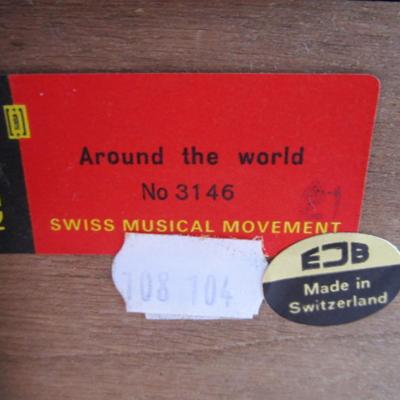 Around the world
No 3146
SWISS MUSICAL MOVEMENT
108 104
EJB
Made in
Switzerland